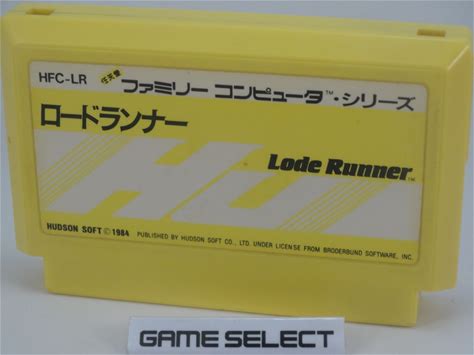 HFC-LR 任天堂 ファミリー コンピュータ™・シリーズ
ロードランナー
Lode Runner™
HU
HUDSON SOFT © 1984 PUBLISHED BY HUDSON SOFT CO., LTD. UNDER LICENSE FROM BRODERBUND SOFTWARE, INC.
GAME SELECT